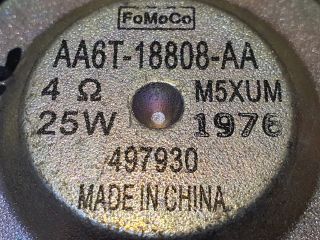 FoMoCo
AA6T-18808-AA
4 Ω M5XUM
25W 1976
497930
MADE IN CHINA.